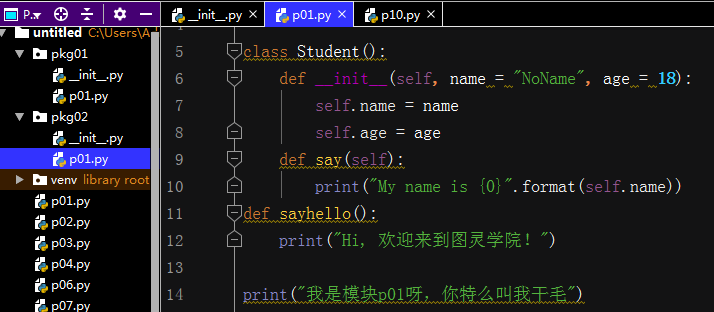 P...
__init__.py
p01.py
p10.py
untitled C:\Users\A
pkg01
__init__.py
p01.py
pkg02
__init__.py
p01.py
venv library root
p01.py
p02.py
p03.py
p04.py
p06.py
p07.py
5 class Student():
6 def __init__(self, name = "NoName", age = 18):
7 self.name = name
8 self.age = age
9 def say(self):
10 print("My name is {0}".format(self.name))
11 def sayhello():
12 print("Hi, 欢迎来到图灵学院！")
13
14 print("我是模块p01呀，你特么叫我干毛")